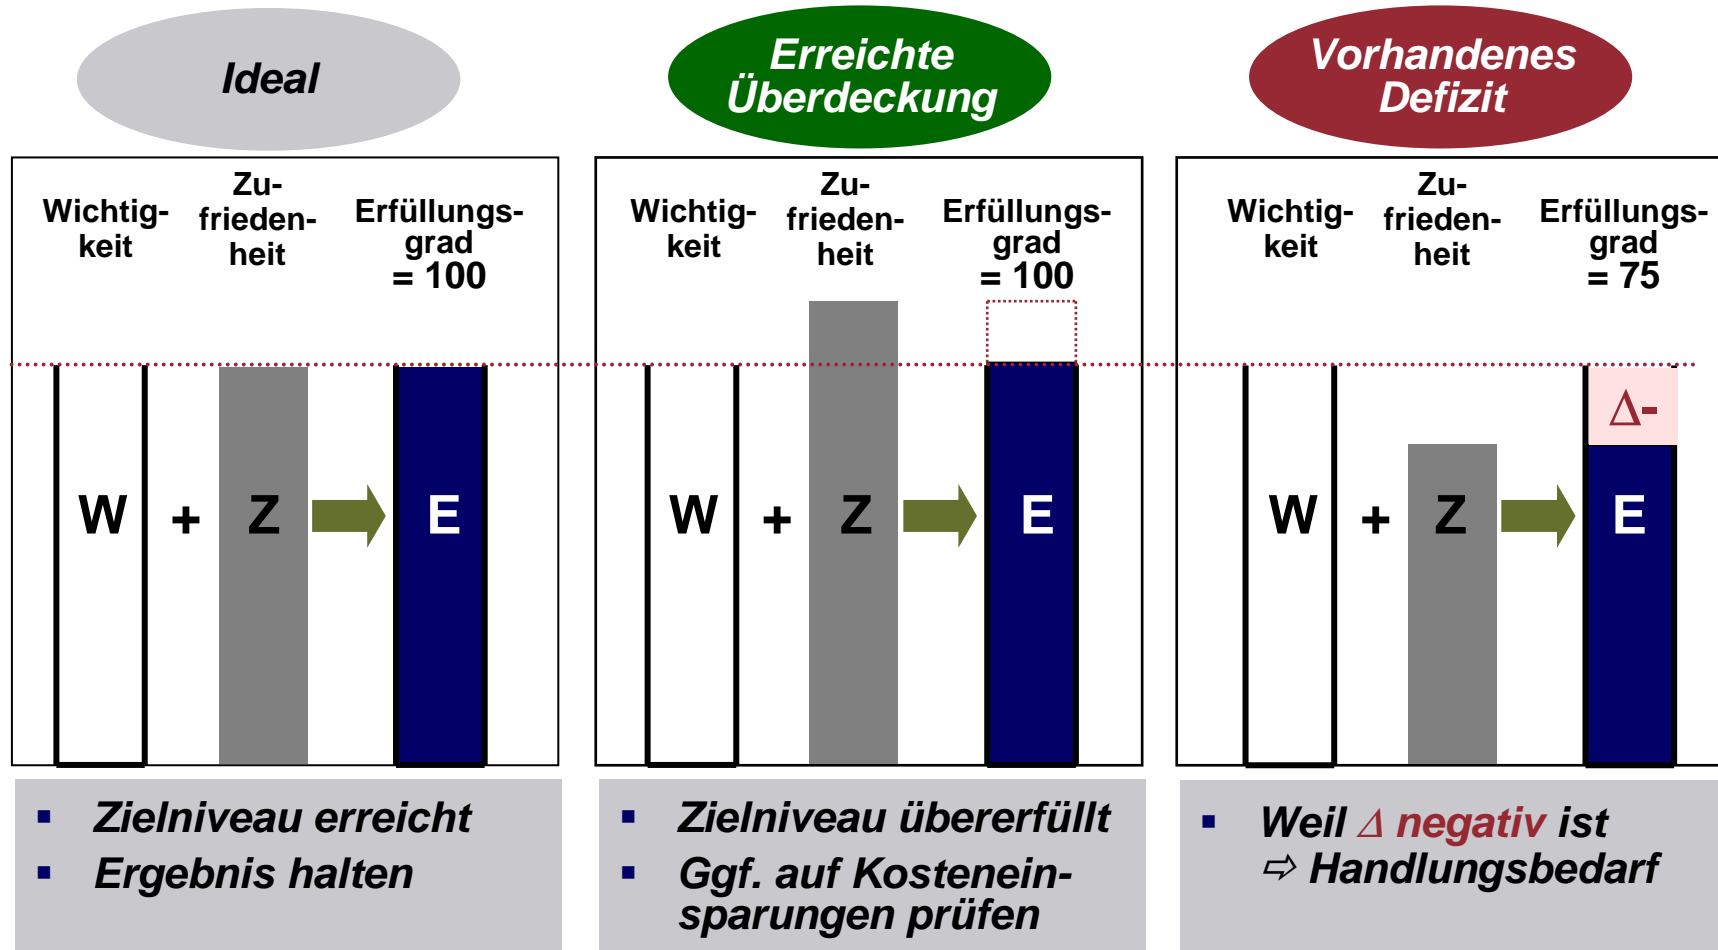 Ideal
Wichtig-
keit
Zu-
frieden-
heit
Erfüllungs-
grad
= 100
W
+
Z
E
Zielniveau erreicht
Ergebnis halten
Erreichte
Überdeckung
Wichtig-
keit
Zu-
frieden-
heit
Erfüllungs-
grad
= 100
W
+
Z
E
Zielniveau übererfüllt
Ggf. auf Kostenein-
sparungen prüfen
Vorhandenes
Defizit
Wichtig-
keit
Zu-
frieden-
heit
Erfüllungs-
grad
= 75
Δ-
W
+
Z
E
Weil Δ negativ ist
⇨ Handlungsbedarf